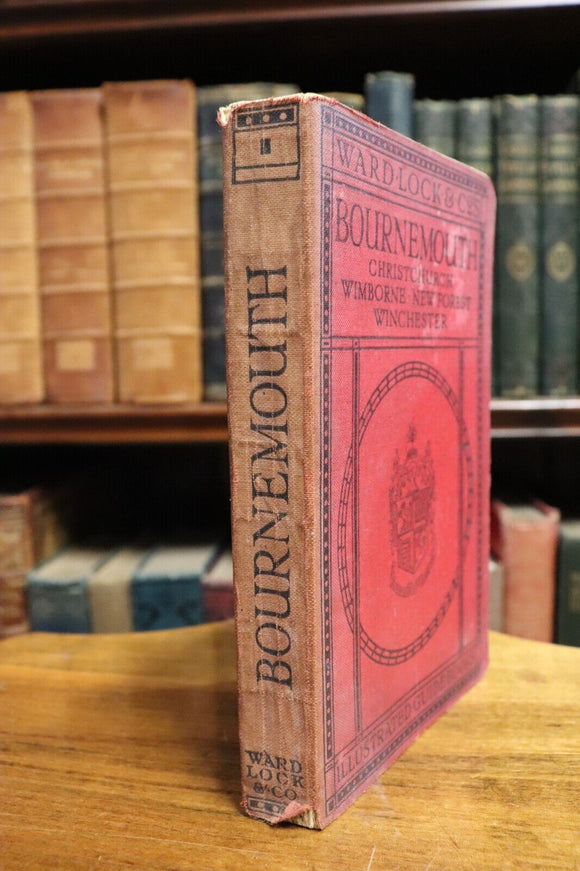 BOURNEMOUTH
WARD
LOCK
& CO
WARD LOCK & CO'S
BOURNEMOUTH
CHRISTCHURCH
WIMBORNE NEW FOREST
WINCHESTER
ILLUSTRATED GUIDE